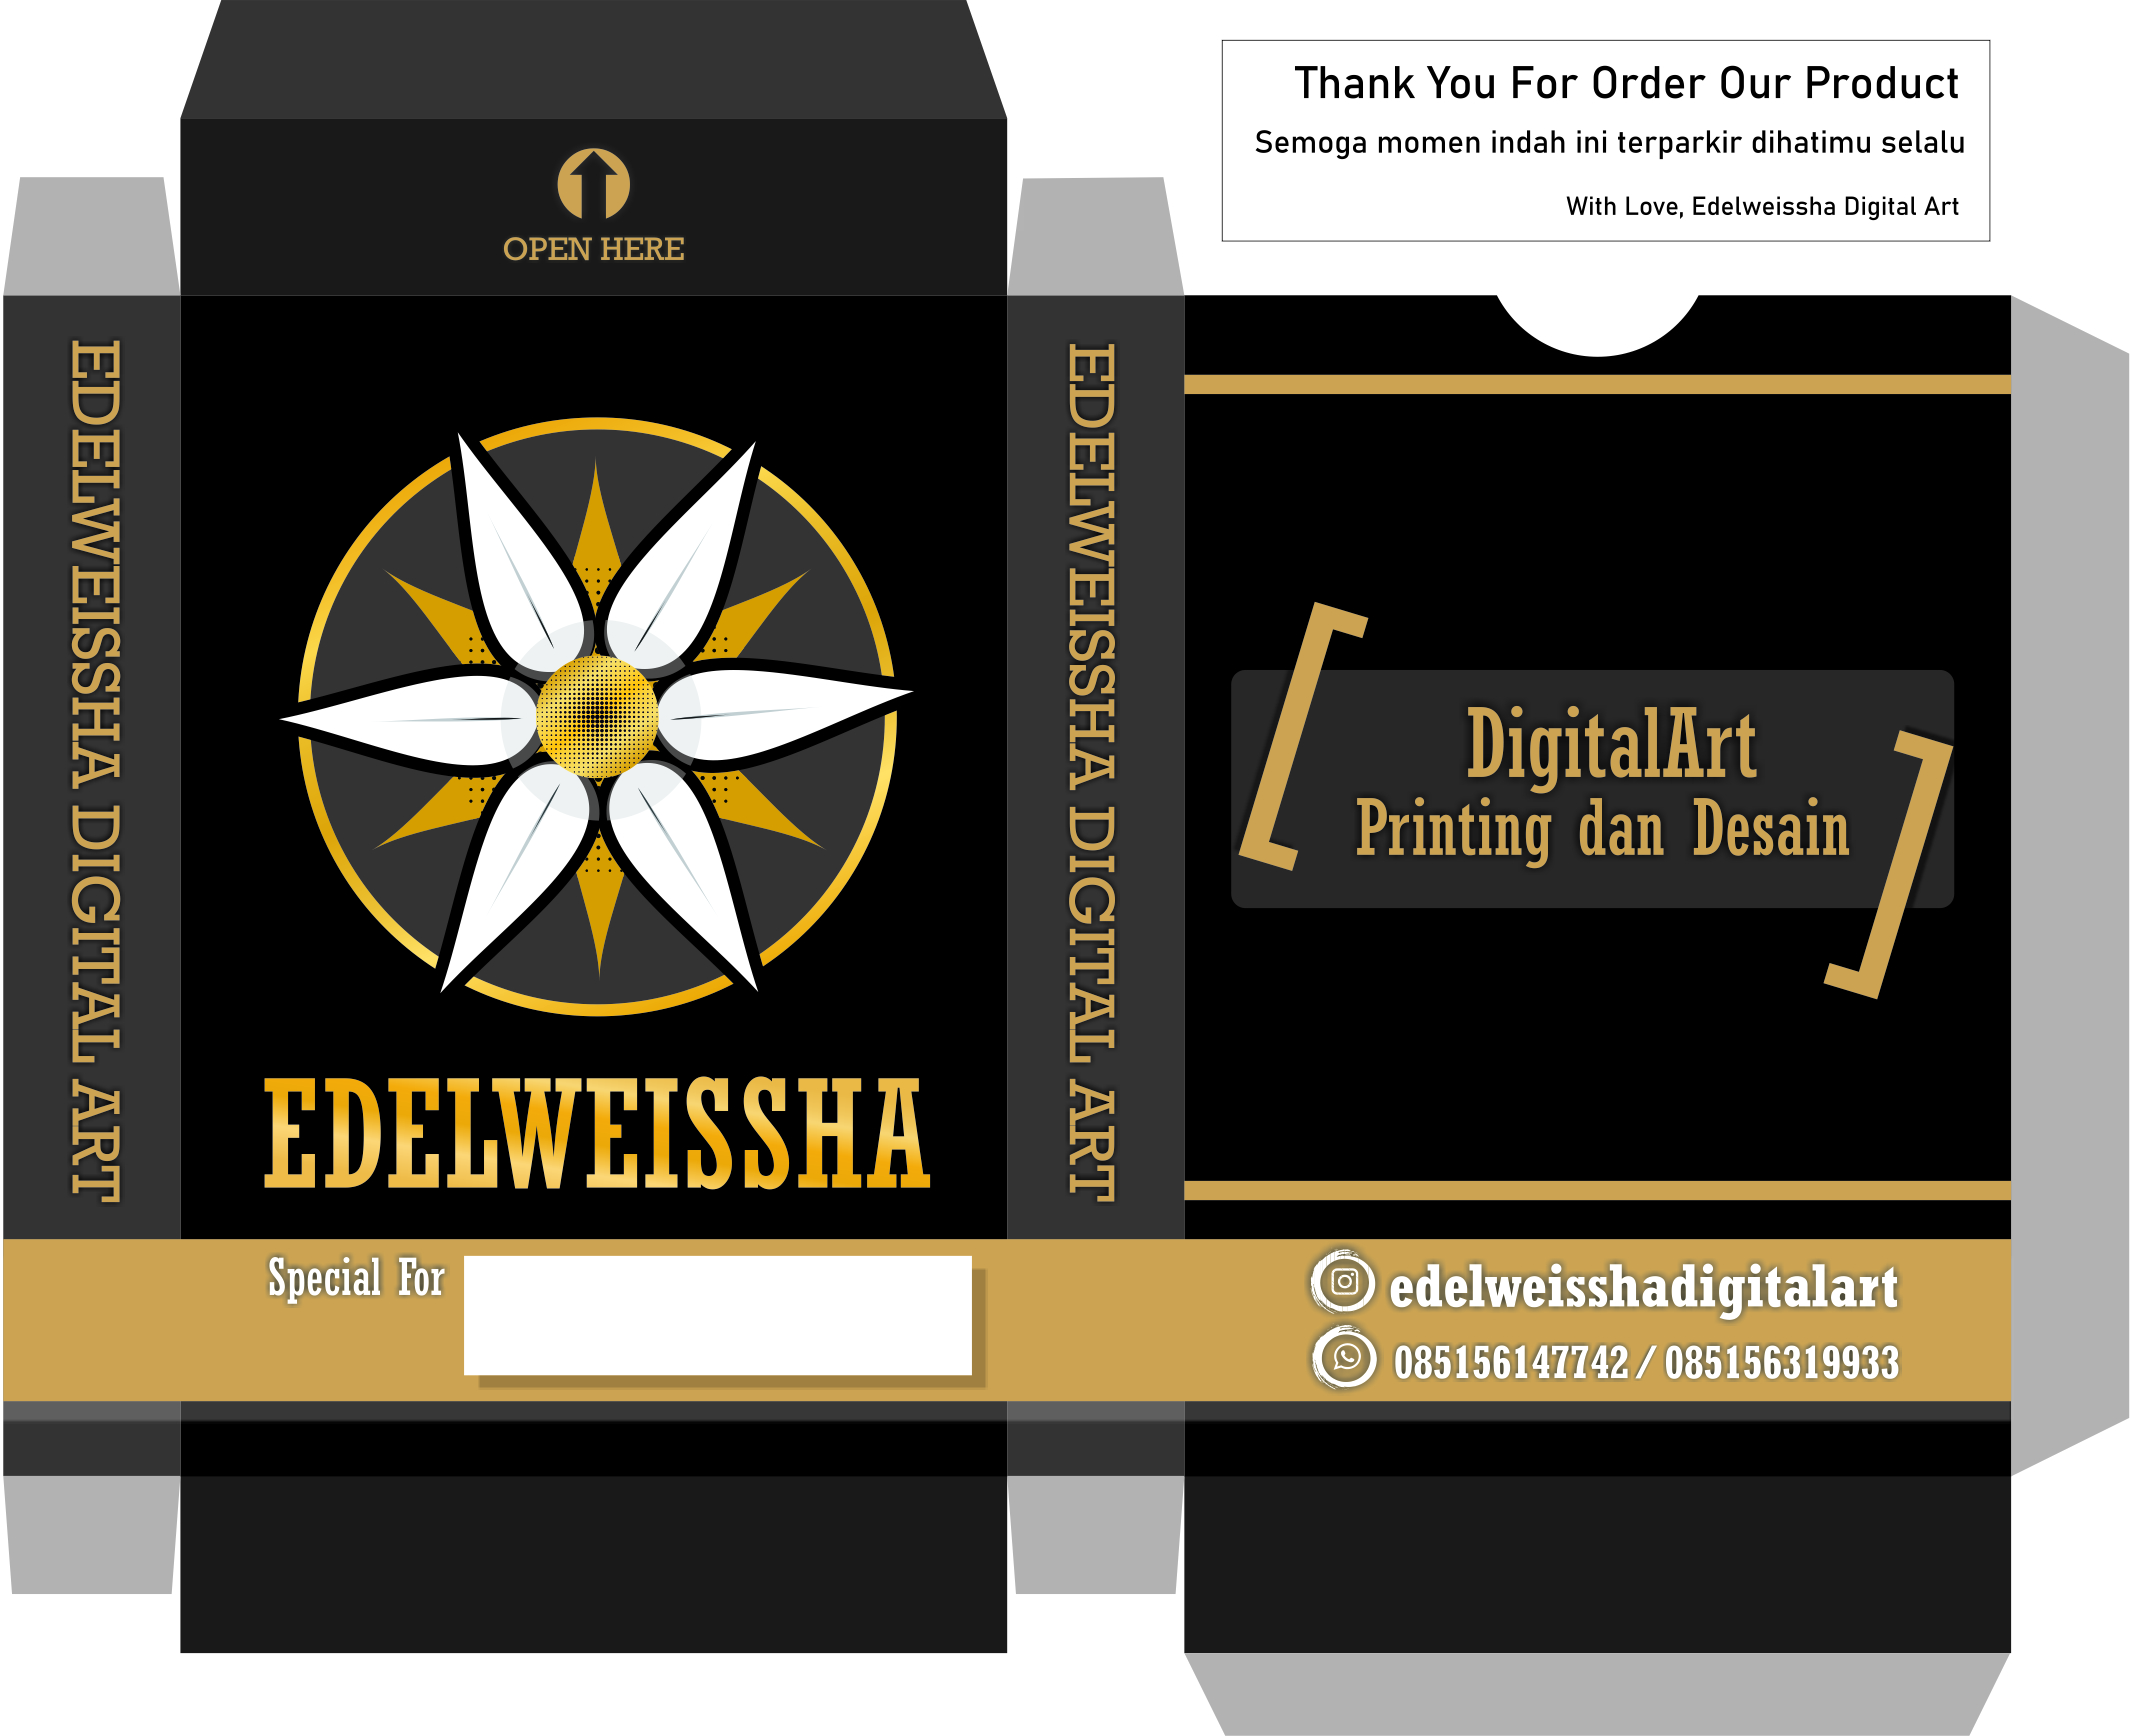 Thank You For Order Our Product
Semoga momen indah ini terparkir dihatimu selalu
With Love, Edelweissha Digital Art
OPEN HERE
EDELWEISSHA DIGITAL ART
EDELWEISSHA
EDELWEISSHA DIGITAL ART
DigitalArt
Printing dan Desain
Special For
edelweisshadigitalart
085156147742 / 085156319933